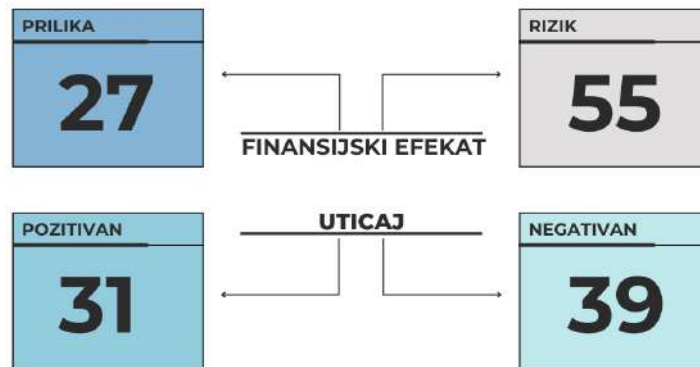 PRILIKA
27
RIZIK
55
FINANSIJSKI EFEKAT
UTICAJ
POZITIVAN
31
NEGATIVAN
39